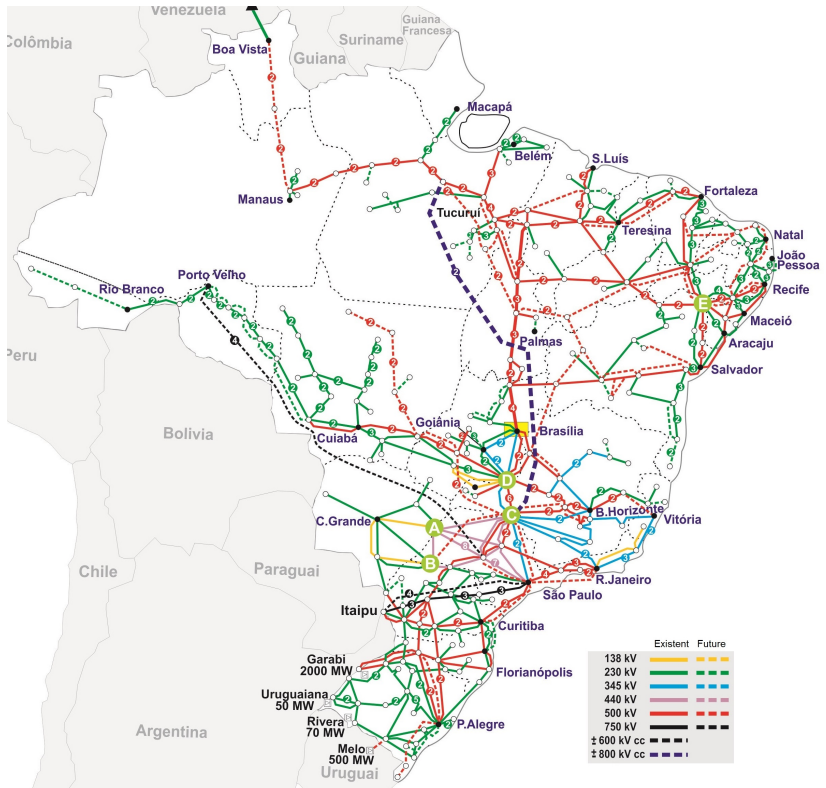 Venezuela
Guiana
Francesa
Colômbia
Suriname
Boa Vista
Guiana
Macapá
Belém
S.Luís
Manaus
Fortaleza
Tucuruí
Teresina
Natal
João
Pessoa
Porto Velho
Rio Branco
Recife
E
Maceió
Palmas
Aracaju
Peru
Salvador
Goiânia
Brasília
Cuiabá
Bolivia
D
B.Horizonte
C
C.Grande
A
Vitória
B
Chile
Paraguai
R.Janeiro
São Paulo
Itaipu
Curitiba
Existent Future
138 kV
230 kV
345 kV
440 kV
500 kV
750 kV
±600 kV cc
±800 kV cc
Garabi
2000 MW
Florianópolis
Uruguaiana
50 MW
Rivera
70 MW
P.Alegre
Argentina
Melo
500 MW
Uruguai